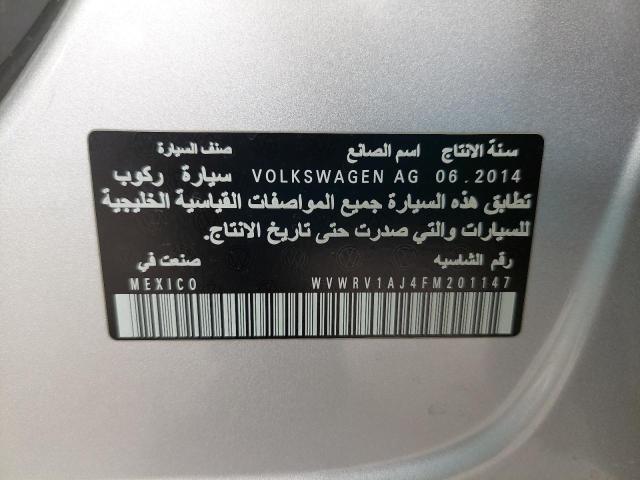 سنة الانتاج اسم الصانع صنف السيارة
06.2014 VOLKSWAGEN AG سيارة ركوب
تطابق هذه السيارة جميع المواصفات القياسية الخليجية
للسيارات والتي صدرت حتى تاريخ الانتاج.
رقم الشاسيه صنعت في
WVWRV1AJ4FM201147 MEXICO